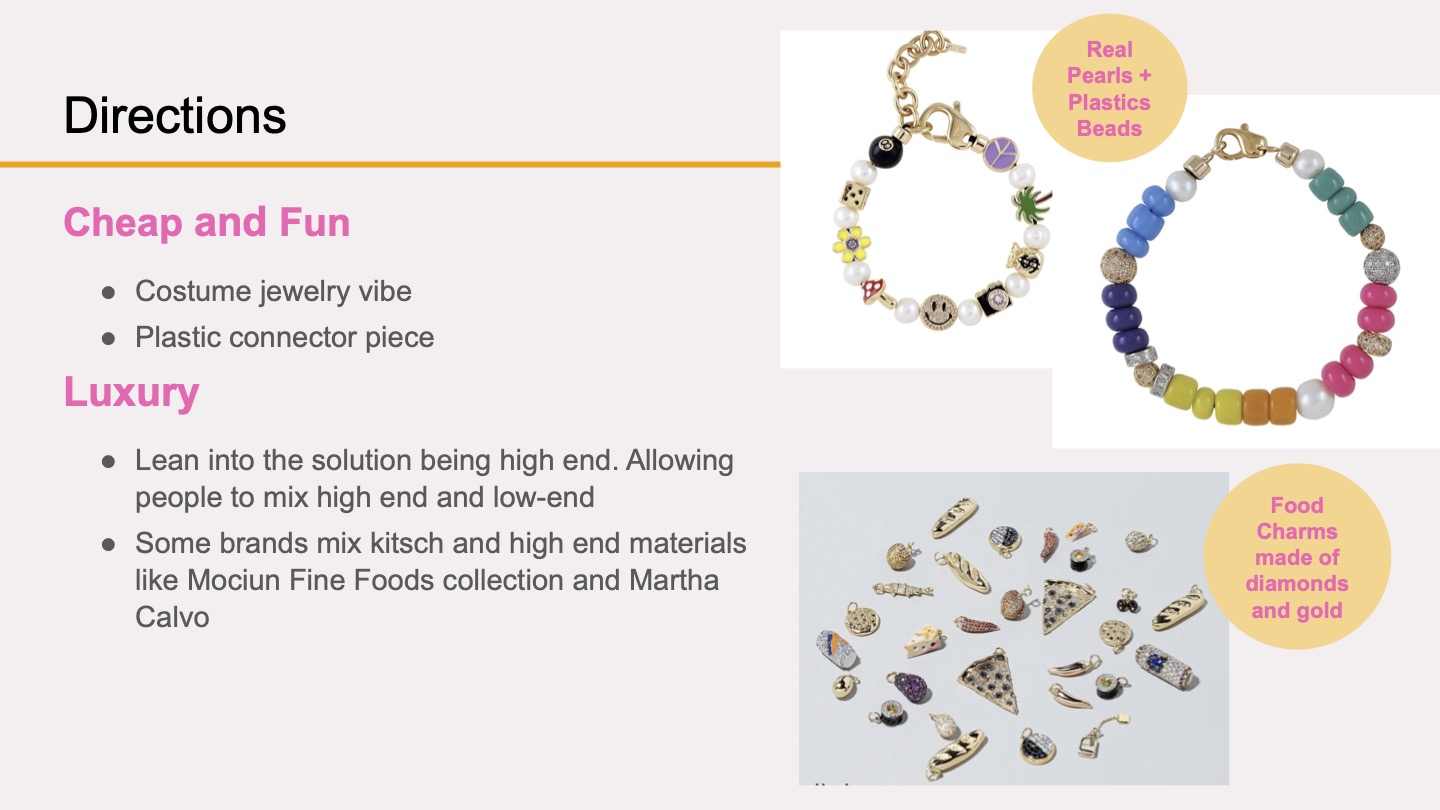 Directions
Cheap and Fun
● Costume jewelry vibe
● Plastic connector piece
Luxury
● Lean into the solution being high end. Allowing
people to mix high end and low-end
● Some brands mix kitsch and high end materials
like Mociun Fine Foods collection and Martha
Calvo
Real
Pearls +
Plastics
Beads
8
$
Food
Charms
made of
diamonds
and gold